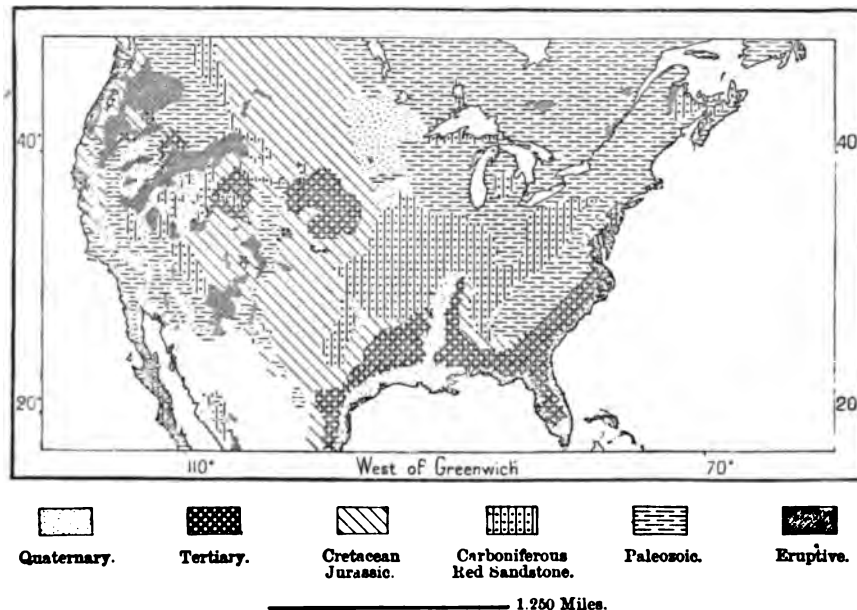 40°
40
20°
20
110°
West of Greenwich
70°
Quaternary.
Tertiary.
Cretacean
Jurassic.
Carboniferous
Red Sandstone.
Paleozoic.
Eruptive.
1.250 Miles.